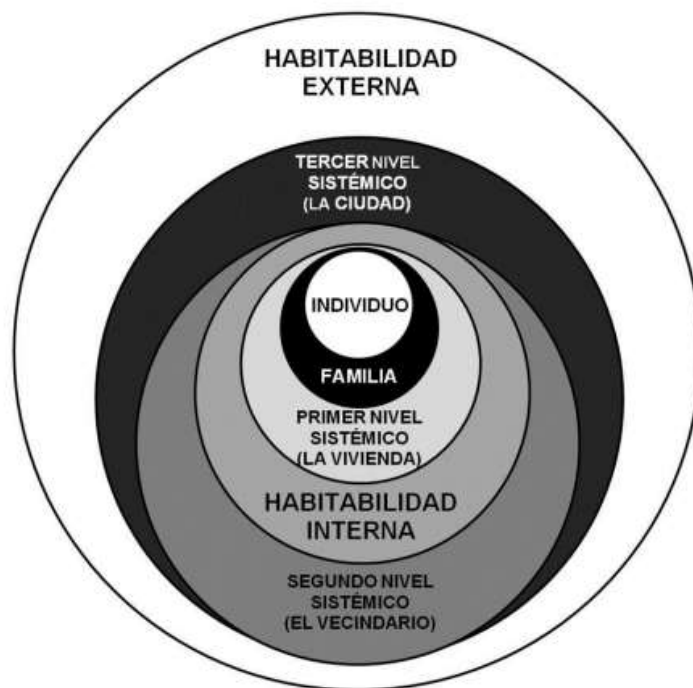 HABITABILIDAD
EXTERNA
TERCER NIVEL
SISTÉMICO
(LA CIUDAD)
INDIVIDUO
FAMILIA
PRIMER NIVEL
SISTÉMICO
(LA VIVIENDA)
HABITABILIDAD
INTERNA
SEGUNDO NIVEL
SISTÉMICO
(EL VECINDARIO)